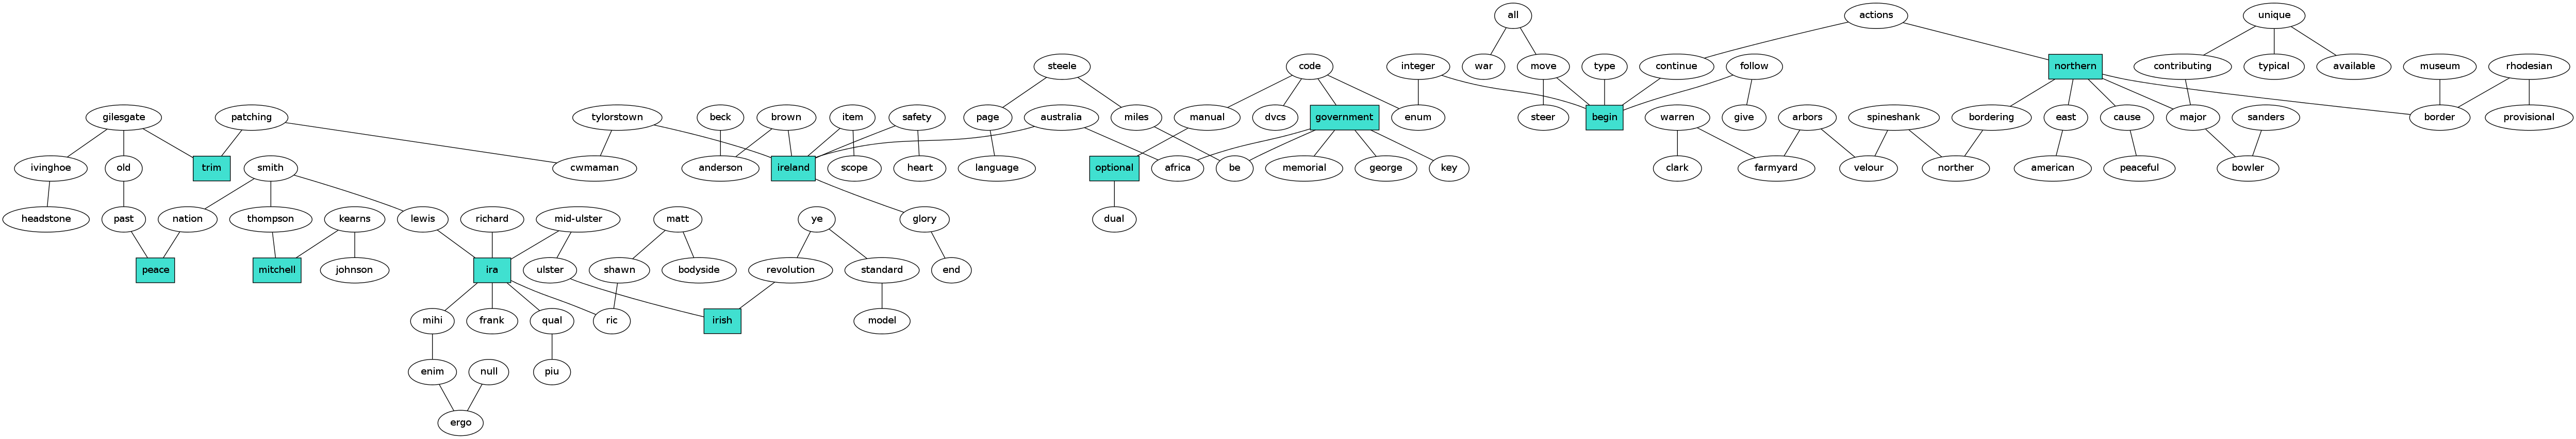 all
actions
unique
steele
code
integer
war
move
type
continue
follow
northern
contributing
typical
available
museum
rhodesian
gilesgate
patching
tylorstown
beck
brown
item
safety
page
australia
miles
manual
dvcs
government
enum
steer
begin
warren
give
arbors
spineshank
bordering
east
cause
major
sanders
border
provisional
ivinghoe
old
trim
smith
cwmaman
anderson
ireland
scope
heart
language
optional
africa
be
memorial
george
key
clark
farmyard
velour
norther
american
peaceful
bowler
headstone
past
nation
thompson
kearns
lewis
richard
mid-ulster
matt
ye
glory
dual
peace
mitchell
johnson
ira
ulster
shawn
bodyside
revolution
standard
end
mihi
frank
qual
ric
irish
model
enim
null
piu
ergo